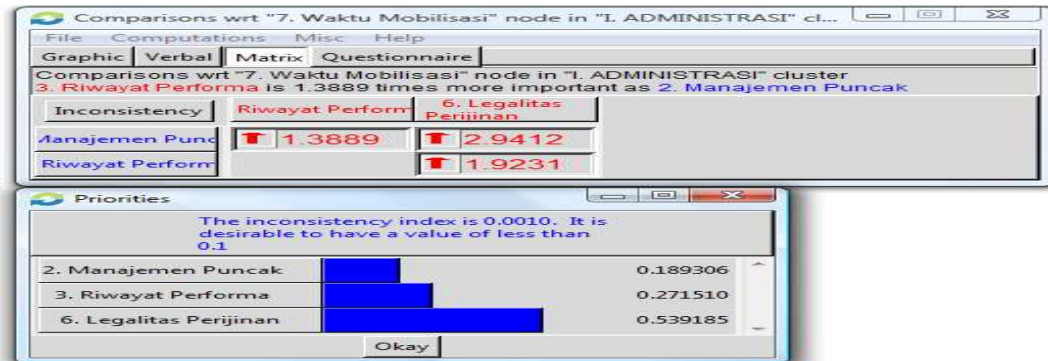 Comparisons wrt "7. Waktu Mobilisasi" node in "I. ADMINISTRASI" cl...
File Computations Misc Help
Graphic Verbal Matrix Questionnaire
Comparisons wrt "7. Waktu Mobilisasi" node in "I. ADMINISTRASI" cluster
3. Riwayat Performa is 1.3889 times more important as 2. Manajemen Puncak
Inconsistency Riwayat Perform 6. Legalitas
Perijinan
Manajemen Punc 1.3889 2.9412
Riwayat Perform 1.9231
Priorities
The inconsistency index is 0.0010. It is
desirable to have a value of less than
0.1
2. Manajemen Puncak 0.189306
3. Riwayat Performa 0.271510
6. Legalitas Perijinan 0.539185
Okay